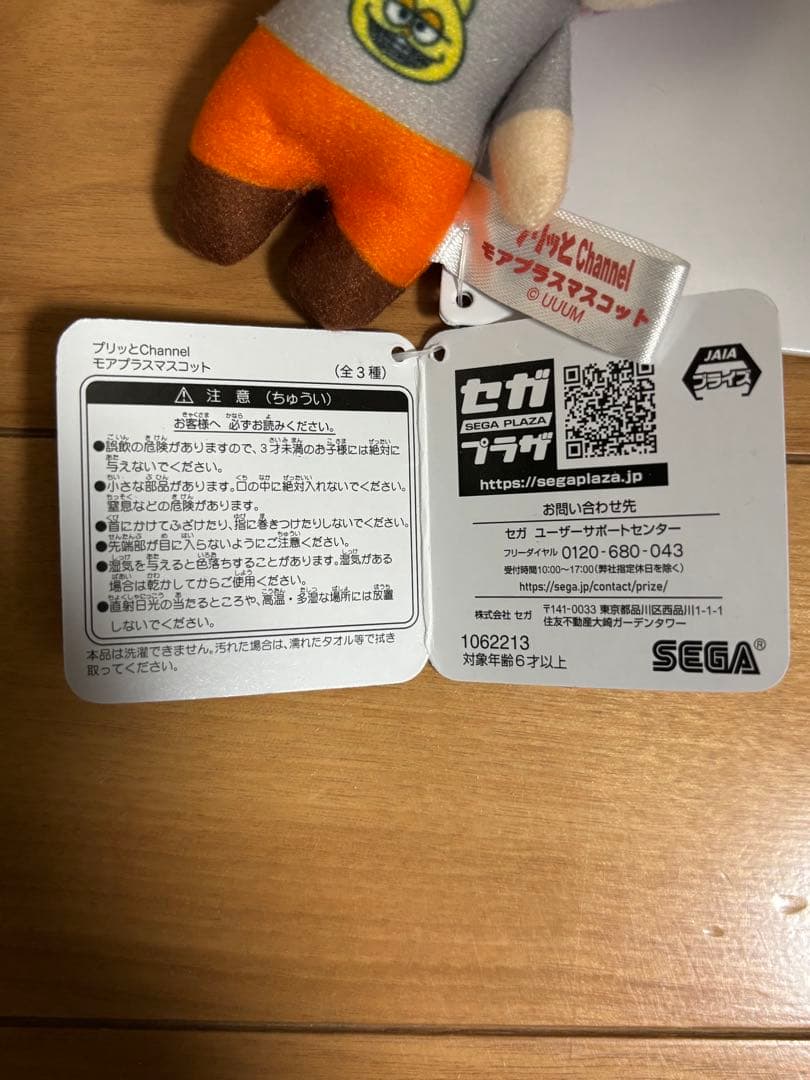 プリッとChannel
モアプラスマスコット
© UUUM
プリッとChannel
モアプラスマスコット
(全3種)
注意(ちゅうい)
お客様へ 必ずお読みください。
●誤飲の危険がありますので、3才未満のお子様には絶対に
与えないでください。
●小さな部品があります。口の中に絶対入れないでください。
窒息などの危険があります。
●首にかけてふざけたり、指に巻きつけたりしないでください。
●先端部が目に入らないようにご注意ください。
●湿気を与えると色落ちすることがあります。湿気がある
場合は乾かしてからご使用ください。
●直射日光の当たるところや、高温・多湿な場所には放置
しないでください。
本品は洗濯できません。汚れた場合は、濡れたタオル等で拭き
取ってください。
セガ
SEGA PLAZA
プラザ
https://segaplaza.jp
JAIA
プライズ
お問い合わせ先
セガ ユーザーサポートセンター
フリーダイヤル 0120-680-043
受付時間10:00~17:00(弊社指定休日を除く)
https://sega.jp/contact/prize/
株式会社 セガ 〒141-0033 東京都品川区西品川1-1-1
住友不動産大崎ガーデンタワー
1062213
対象年齢6才以上
SEGA®